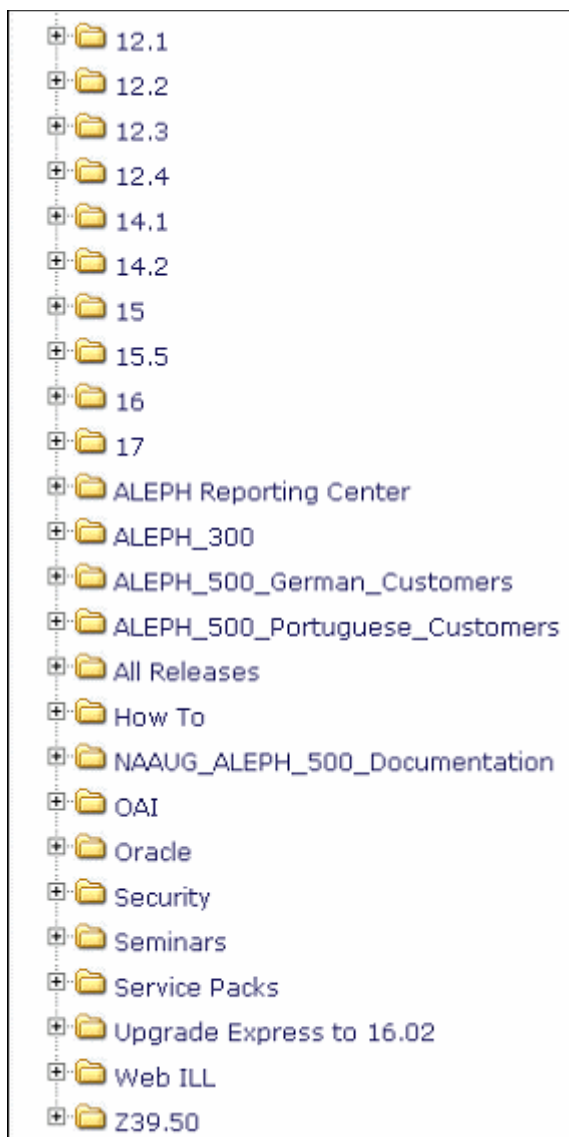 12.1
12.2
12.3
12.4
14.1
14.2
15
15.5
16
17
ALEPH Reporting Center
ALEPH_300
ALEPH_500_German_Customers
ALEPH_500_Portuguese_Customers
All Releases
How To
NAAUG_ALEPH_500_Documentation
OAI
Oracle
Security
Seminars
Service Packs
Upgrade Express to 16.02
Web ILL
Z39.50